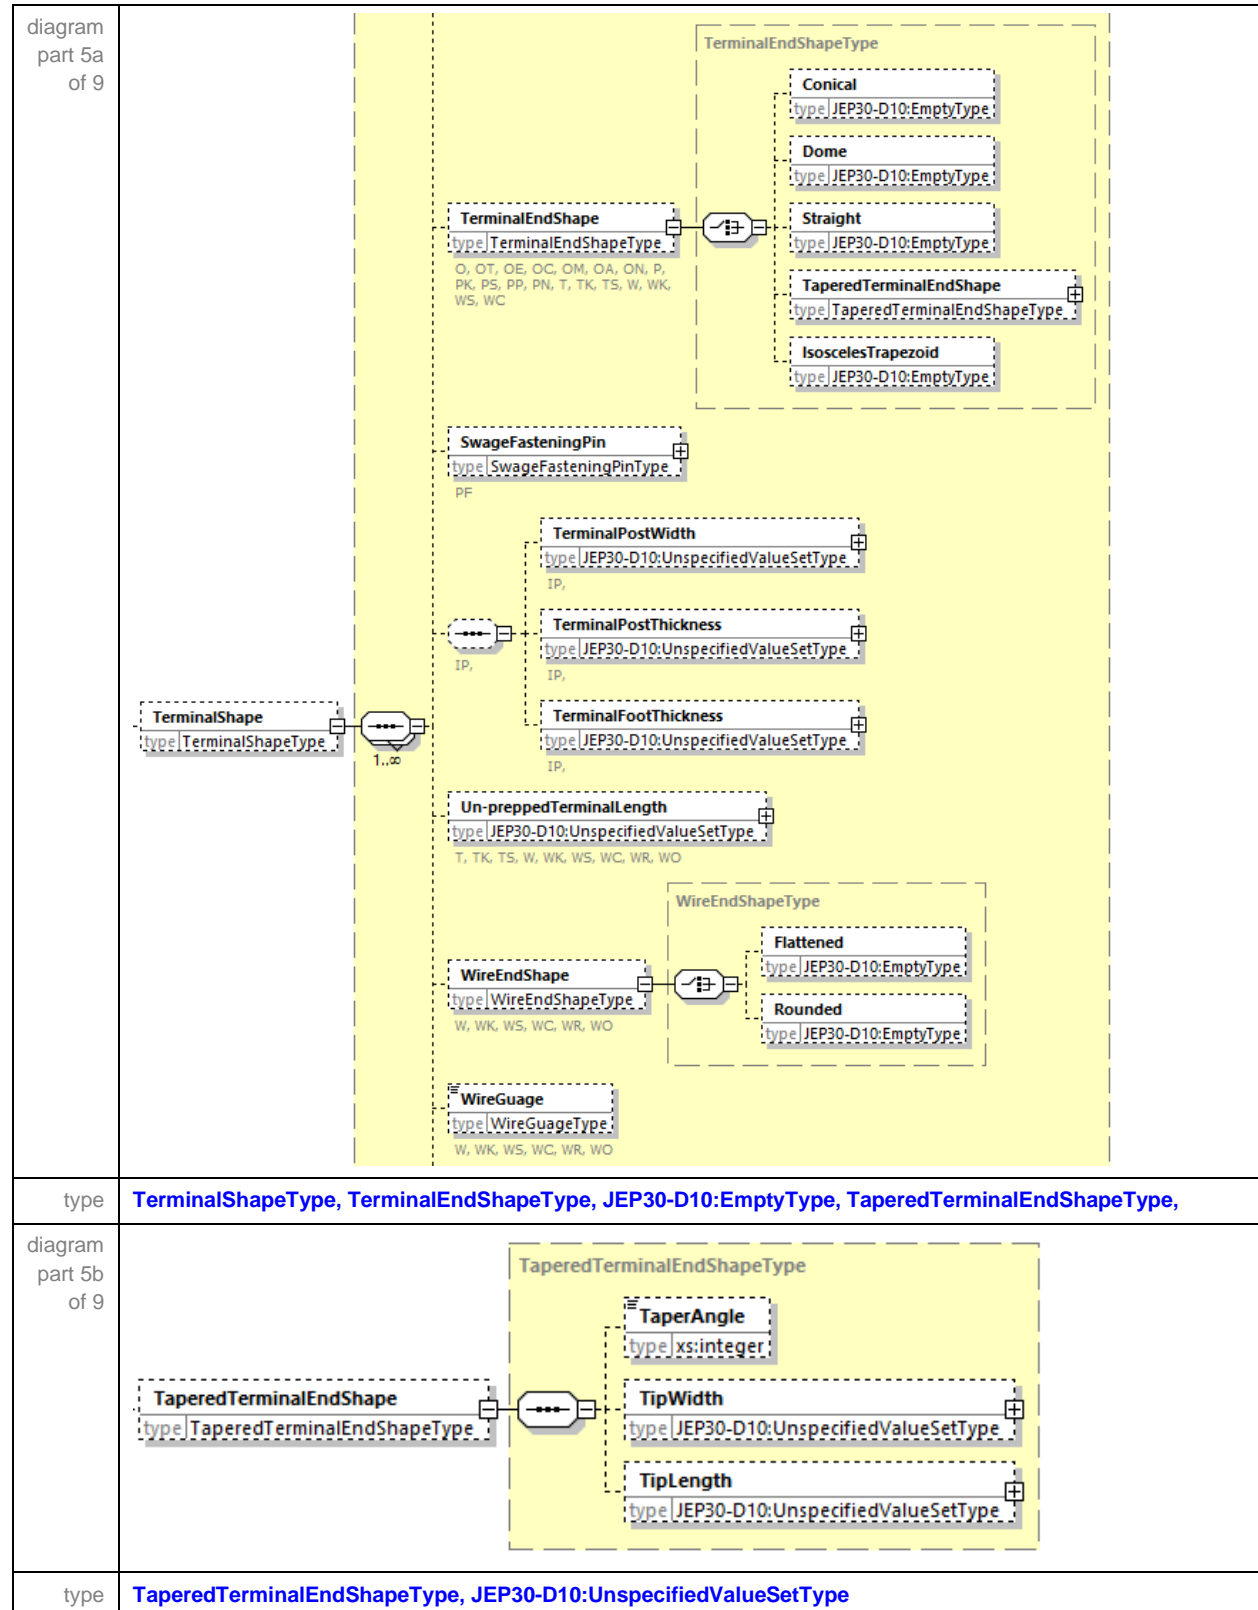 diagram
part 5a
of 9
TerminalEndShapeType
Conical
type JEP30-D10:EmptyType
Dome
type JEP30-D10:EmptyType
TerminalEndShape
type TerminalEndShapeType
O, OT, OE, OC, OM, OA, ON, P,
PK, PS, PP, PN, T, TK, TS, W, WK,
WS, WC
Straight
type JEP30-D10:EmptyType
TaperedTerminalEndShape
type TaperedTerminalEndShapeType
IsoscelesTrapezoid
type JEP30-D10:EmptyType
SwageFasteningPin
type SwageFasteningPinType
PF
TerminalPostWidth
type JEP30-D10:UnspecifiedValueSetType
IP,
TerminalPostThickness
type JEP30-D10:UnspecifiedValueSetType
IP,
IP,
TerminalFootThickness
type JEP30-D10:UnspecifiedValueSetType
IP,
TerminalShape
type TerminalShapeType
1..∞
Un-preppedTerminalLength
type JEP30-D10:UnspecifiedValueSetType
T, TK, TS, W, WK, WS, WC, WR, WO
WireEndShapeType
Flattened
type JEP30-D10:EmptyType
WireEndShape
type WireEndShapeType
W, WK, WS, WC, WR, WO
Rounded
type JEP30-D10:EmptyType
WireGuage
type WireGuageType
W, WK, WS, WC, WR, WO
type TerminalShapeType, TerminalEndShapeType, JEP30-D10:EmptyType, TaperedTerminalEndShapeType,
diagram
part 5b
of 9
TaperedTerminalEndShapeType
TaperAngle
type xs:integer
TaperedTerminalEndShape
type TaperedTerminalEndShapeType
TipWidth
type JEP30-D10:UnspecifiedValueSetType
TipLength
type JEP30-D10:UnspecifiedValueSetType
type TaperedTerminalEndShapeType, JEP30-D10:UnspecifiedValueSetType